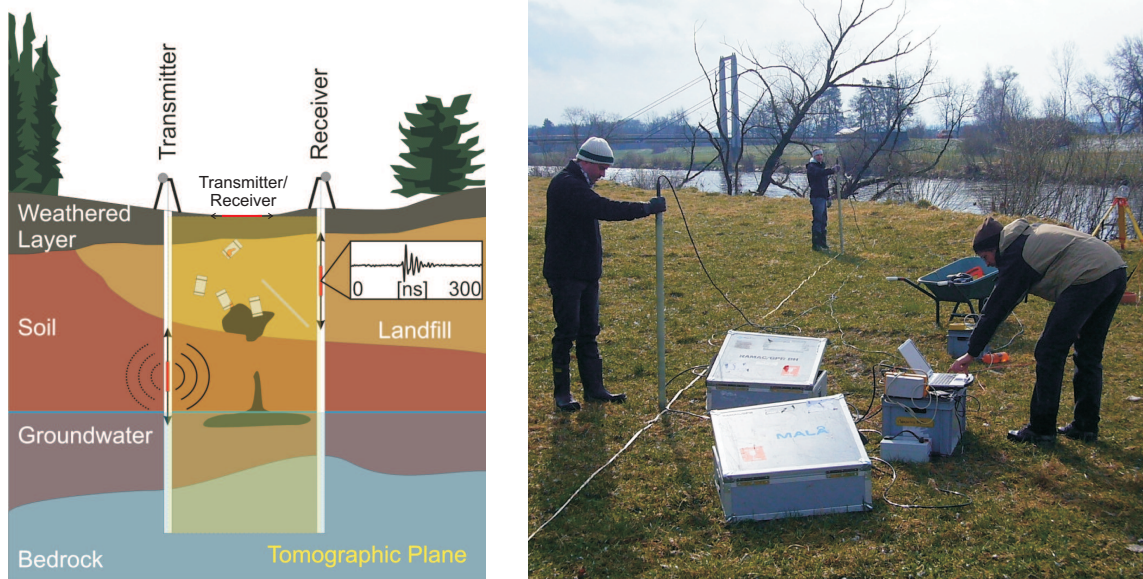 Transmitter
Receiver
Transmitter/
Receiver
Weathered
Layer
0 [ns] 300
Soil
Landfill
Groundwater
Bedrock
Tomographic Plane
MALÅ